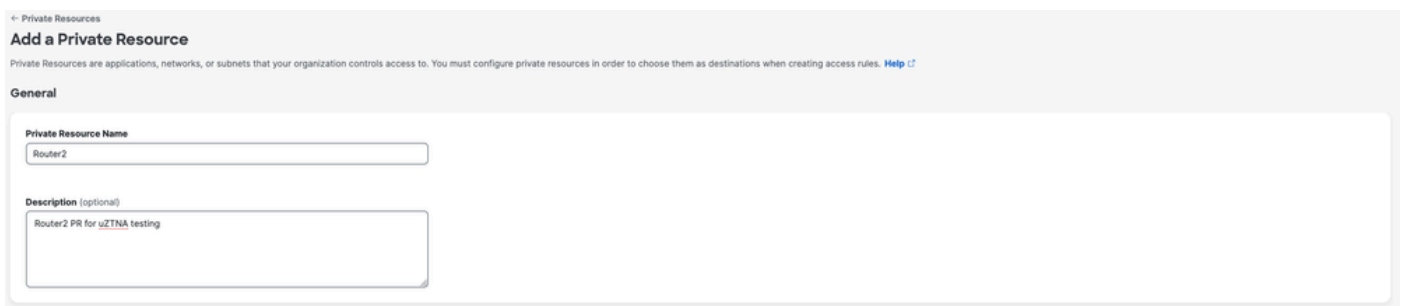 ← Private Resources
Add a Private Resource
Private Resources are applications, networks, or subnets that your organization controls access to. You must configure private resources in order to choose them as destinations when creating access rules. Help
General
Private Resource Name
Router2
Description (optional)
Router2 PR for uZTNA testing